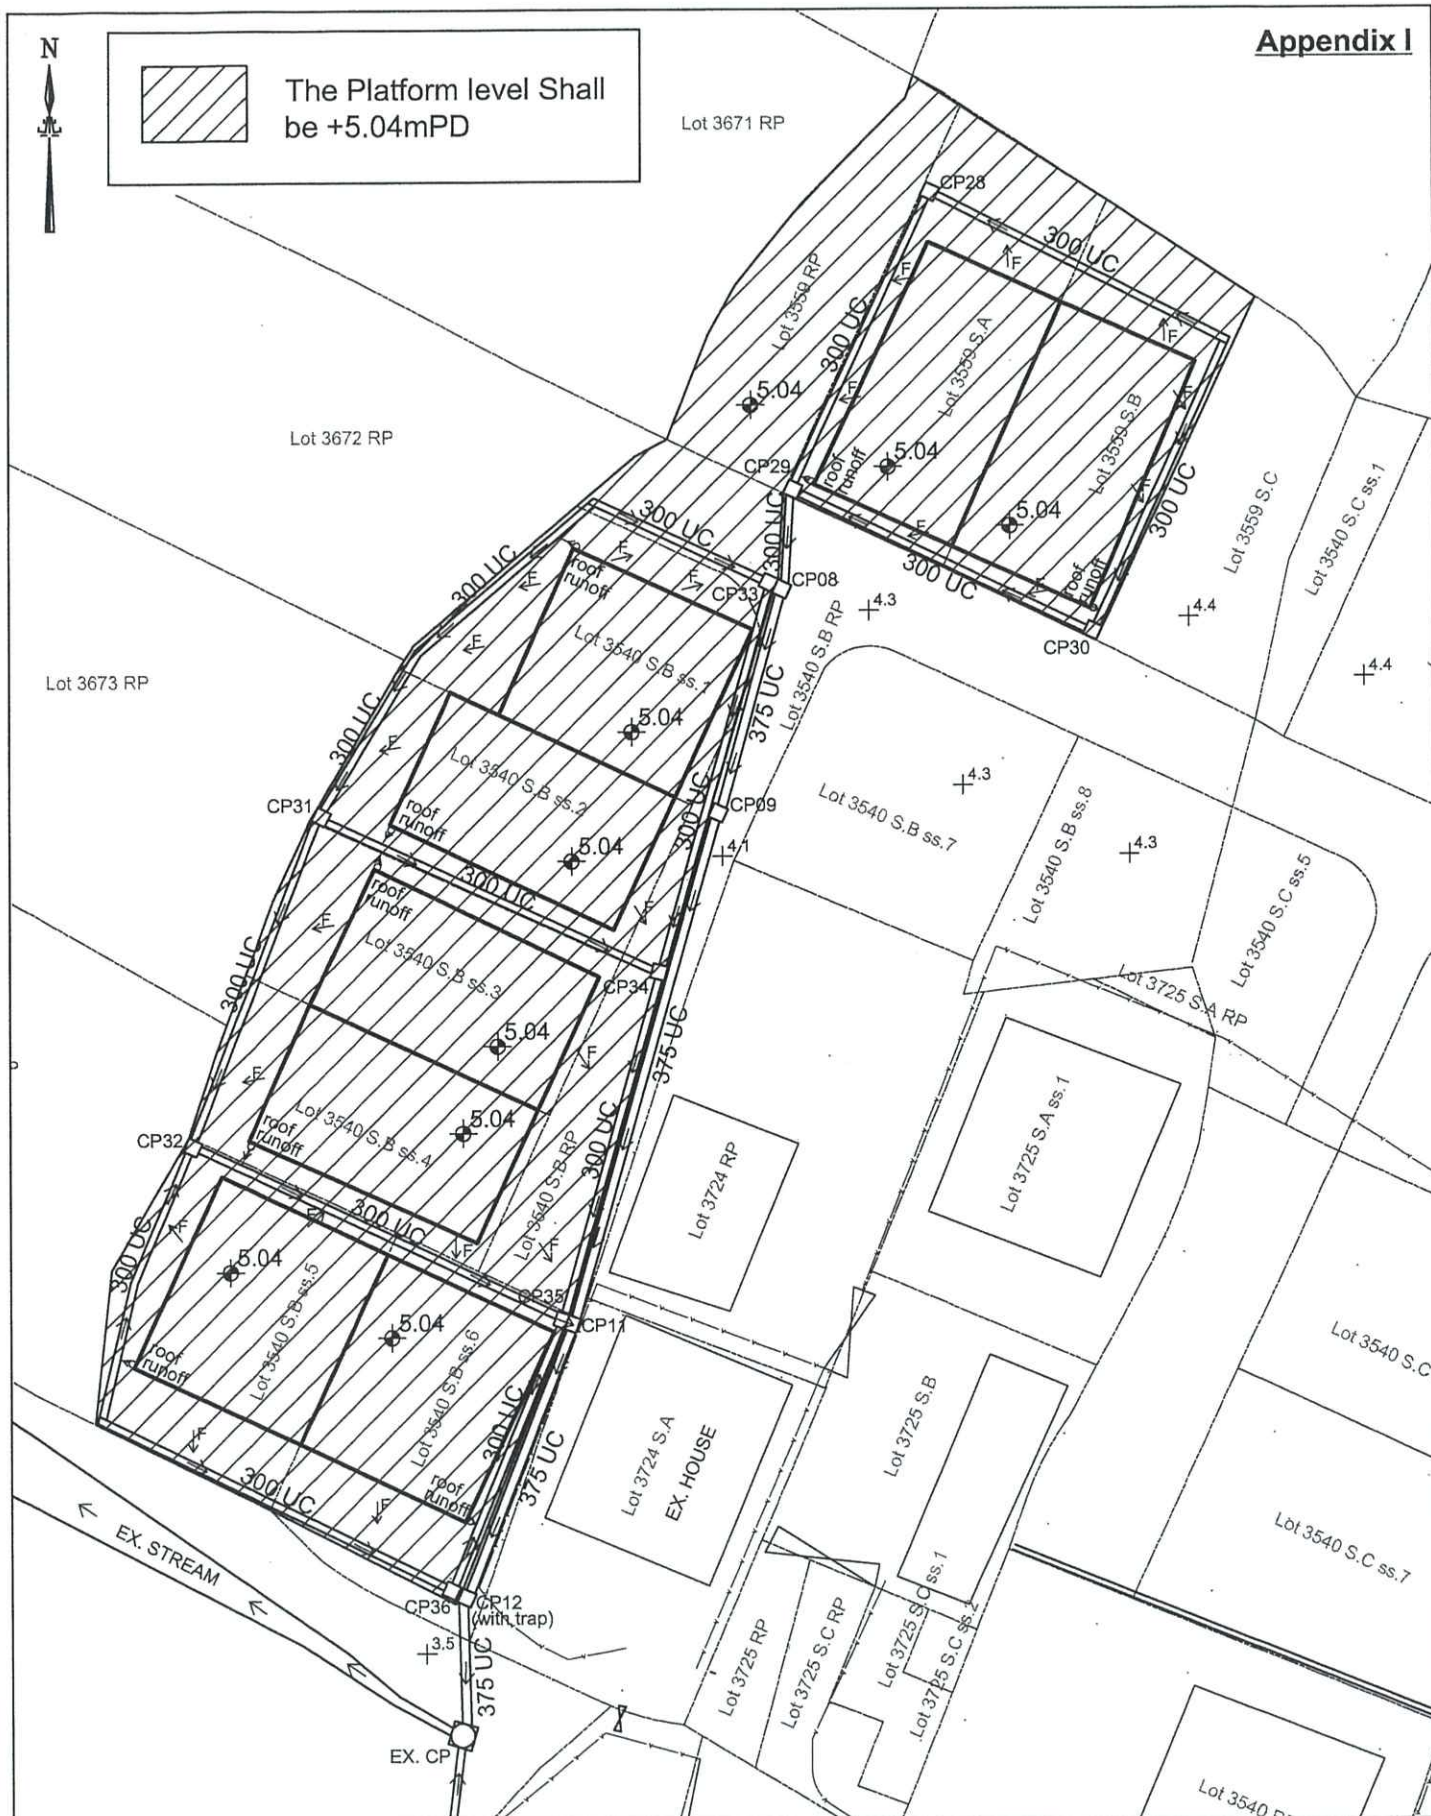 Appendix I
N
The Platform level Shall
be +5.04mPD
Lot 3671 RP
CP28
300 UC
F
F
F
Lot 3559 RP
300 UC
Lot 3559 S.A
F
Lot 3559 S.B
F
5.04
5.04
5.04
roof
runoff
F
300 UC
Lot 3559 S.C
Lot 3540 S.C ss.1
CP29
F
300 UC
F
roof
runoff
CP30
Lot 3672 RP
300 UC
300 UC
CP08
CP33
4.3
4.4
4.4
300 UC
F
F
F
roof
runoff
Lot 3540 S.B ss.1
F
Lot 3540 S.B RP
375 UC
Lot 3673 RP
300 UC
F
5.04
Lot 3540 S.B ss.2
300 UC
CP09
4.1
CP31
roof
runoff
5.04
4.3
Lot 3540 S.B ss.7
Lot 3540 S.B ss.8
4.3
Lot 3540 S.C ss.5
300 UC
roof
runoff
F
F
Lot 3540 S.B ss.3
CP34
300 UC
5.04
F
375 UC
Lot 3725 S.A RP
F
Lot 3540 S.B ss.4
5.04
roof
runoff
CP32
300 UC
Lot 3540 S.B RP
Lot 3724 RP
Lot 3725 S.A ss.1
F
F
300 UC
F
F
300 UC
5.04
Lot 3540 S.B ss.5
5.04
CP35
CP11
Lot 3540 S.B ss.6
roof
runoff
F
300 UC
F
roof
runoff
300 UC
375 UC
Lot 3724 S.A
EX. HOUSE
Lot 3725 S.B
Lot 3540 S.C
Lot 3540 S.C ss.7
EX. STREAM
CP36
CP12
(with trap)
3.5
375 UC
EX. CP
Lot 3725 RP
Lot 3725 S.C RP
Lot 3725 S.C ss.1
Lot 3725 S.C ss.2
Lot 3540